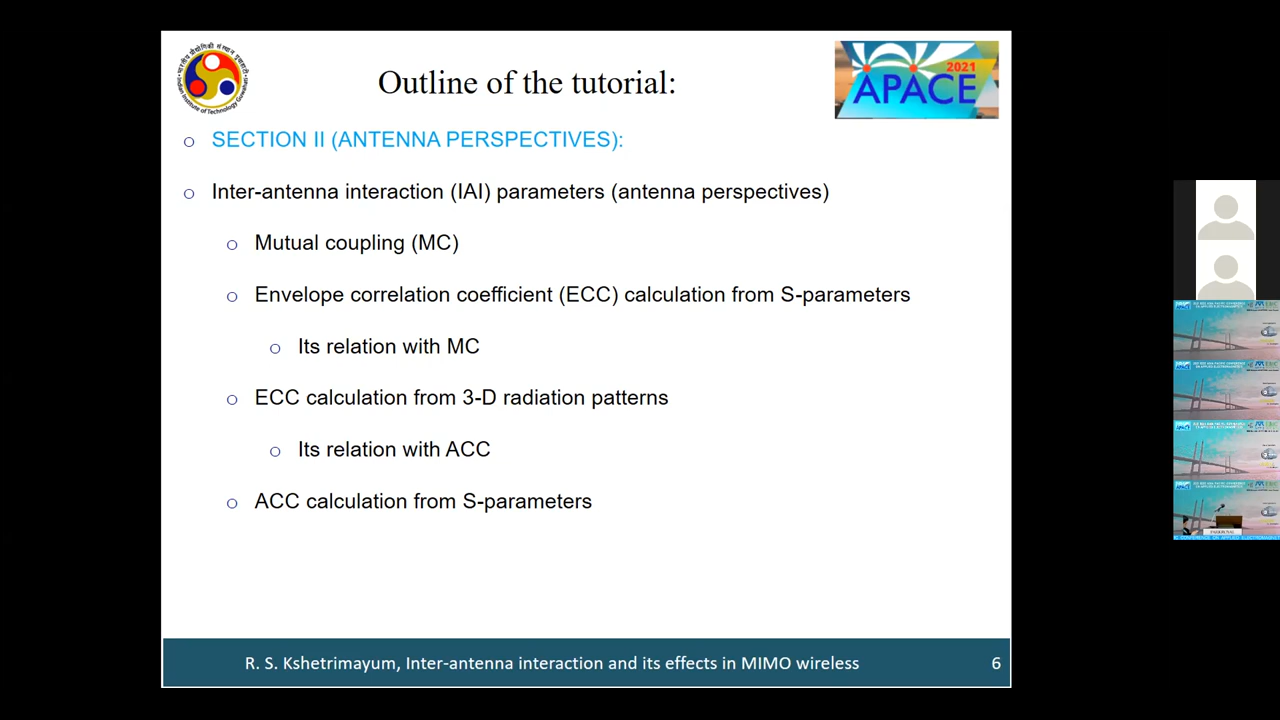 Outline of the tutorial:
2021
APACE
SECTION II (ANTENNA PERSPECTIVES):
Inter-antenna interaction (IAI) parameters (antenna perspectives)
Mutual coupling (MC)
Envelope correlation coefficient (ECC) calculation from S-parameters
Its relation with MC
ECC calculation from 3-D radiation patterns
Its relation with ACC
ACC calculation from S-parameters
R. S. Kshetrimayum, Inter-antenna interaction and its effects in MIMO wireless
6